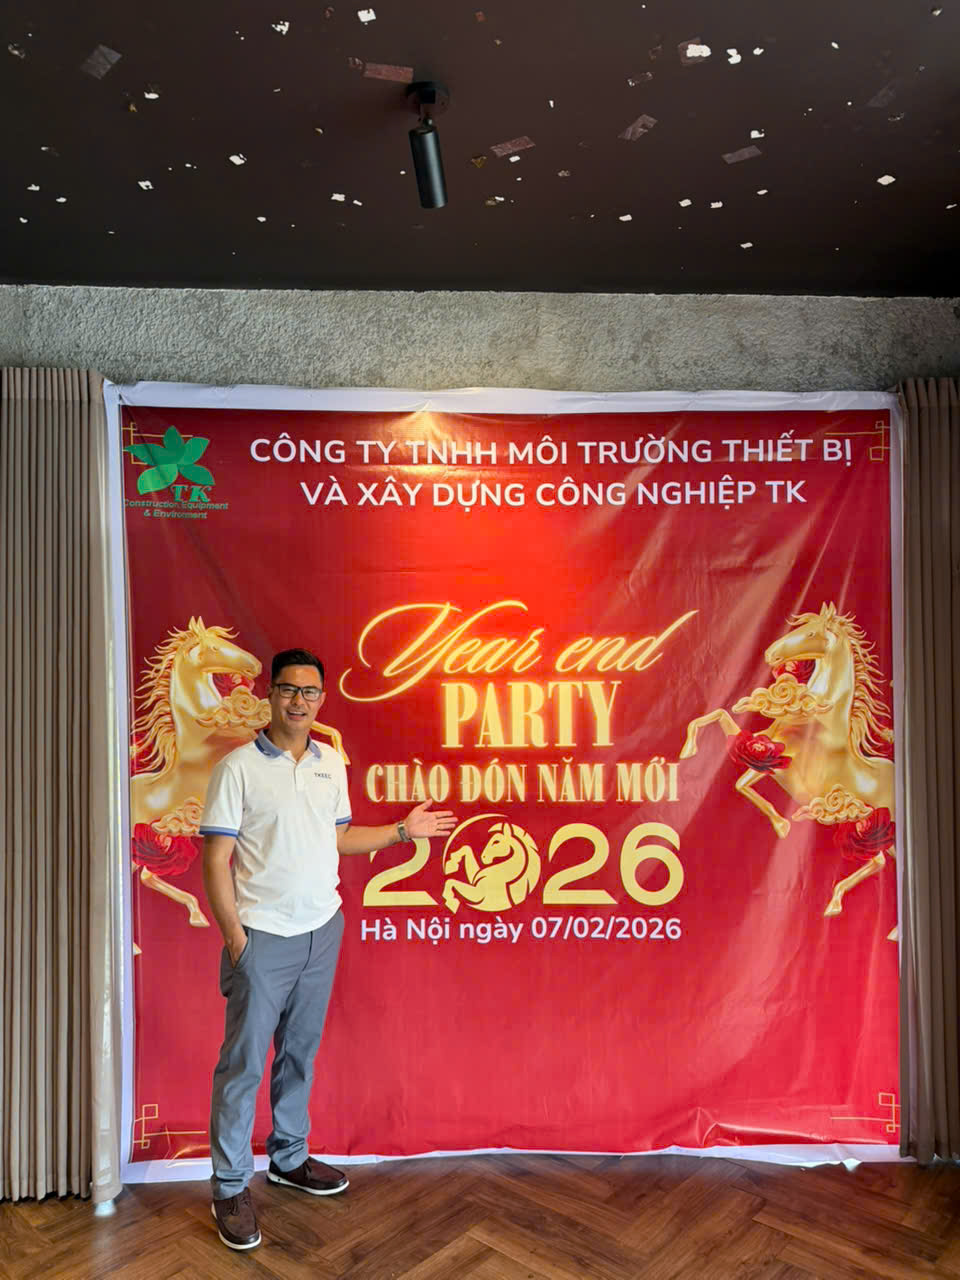 CÔNG TY TNHH MÔI TRƯỜNG THIẾT BỊ
VÀ XÂY DỰNG CÔNG NGHIỆP TK
TK
Construction, Equipment
& Environment
Year end
PARTY
CHÀO ĐÓN NĂM MỚI
2026
Hà Nội ngày 07/02/2026
TKEEC